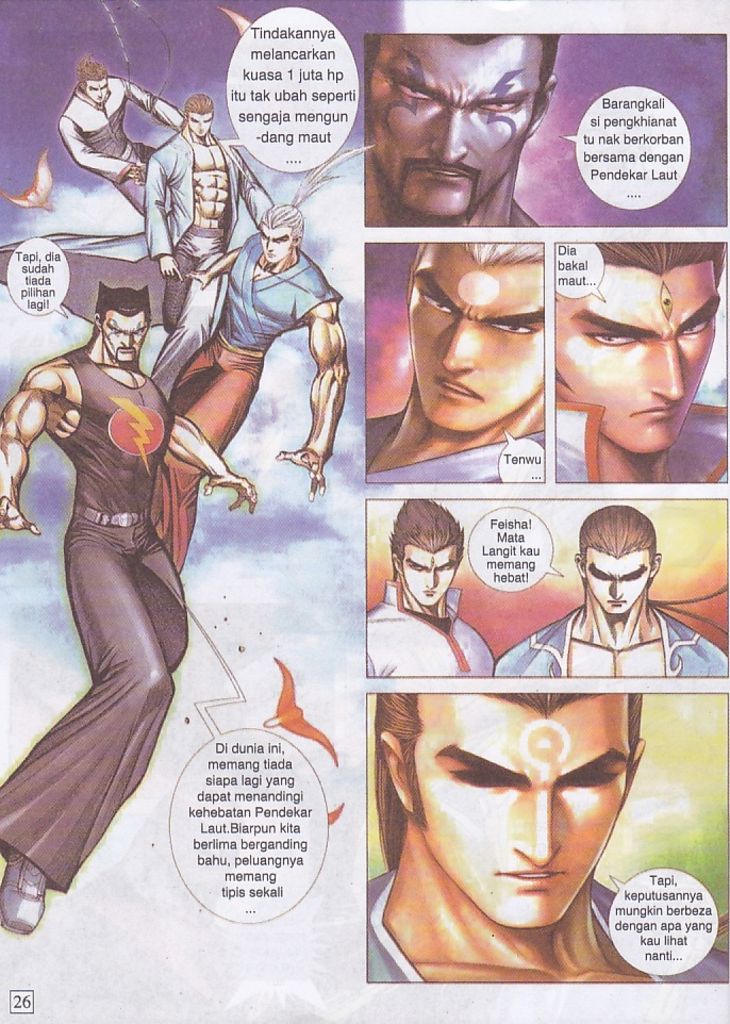 Tindakannya
melancarkan
kuasa 1 juta hp
itu tak ubah seperti
sengaja mengun
-dang maut
....
Tapi, dia
sudah
tiada
pilihan
lagi!
Di dunia ini,
memang tiada
siapa lagi yang
dapat menandingi
kehebatan Pendekar
Laut.Biarpun kita
berlima berganding
bahu, peluangnya
memang
tipis sekali
...
Barangkali
si pengkhianat
tu nak berkorban
bersama dengan
Pendekar Laut
....
Tenwu
...
Dia
bakal
maut...
Feisha!
Mata
Langit kau
memang
hebat!
Tapi,
keputusannya
mungkin berbeza
dengan apa yang
kau lihat
nanti...
26